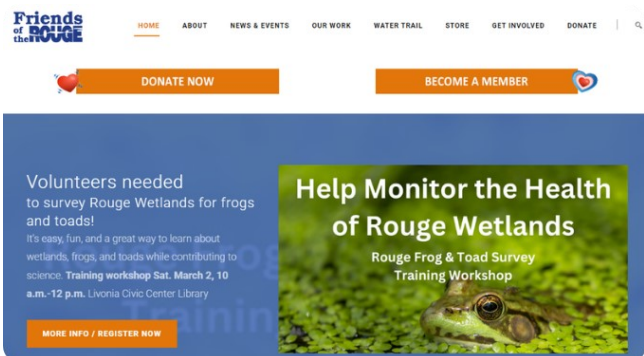 Friends
of the ROUGE
HOME ABOUT NEWS & EVENTS OUR WORK WATER TRAIL STORE GET INVOLVED DONATE
DONATE NOW
BECOME A MEMBER
Volunteers needed
to survey Rouge Wetlands for frogs
and toads!
It's easy, fun, and a great way to learn about
wetlands, frogs, and toads while contributing to
science. Training workshop Sat. March 2, 10
a.m.-12 p.m. Livonia Civic Center Library
MORE INFO / REGISTER NOW
Help Monitor the Health
of Rouge Wetlands
Rouge Frog & Toad Survey
Training Workshop